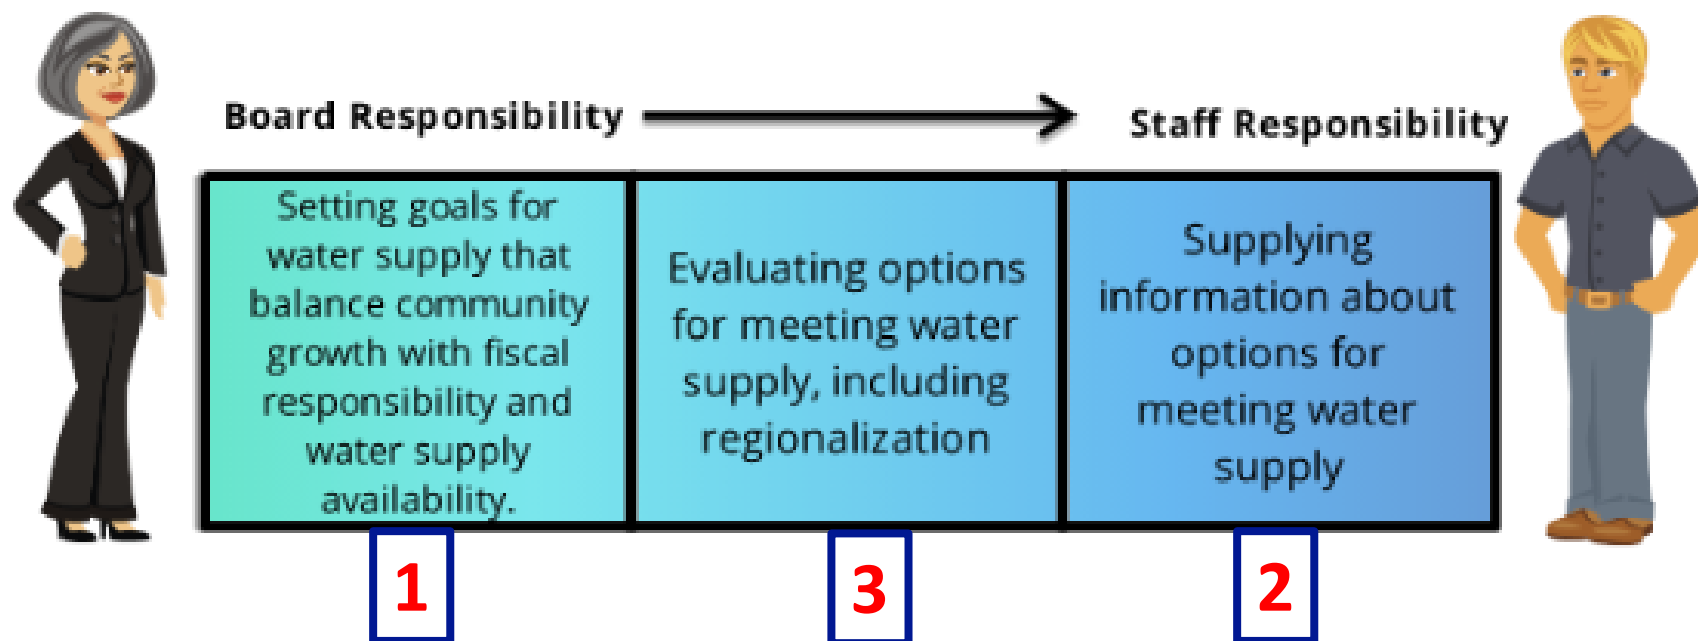 Board Responsibility
Staff Responsibility
Setting goals for
water supply that
balance community
growth with fiscal
responsibility and
water supply
availability.
Evaluating options
for meeting water
supply, including
regionalization
Supplying
information about
options for
meeting water
supply
1
3
2